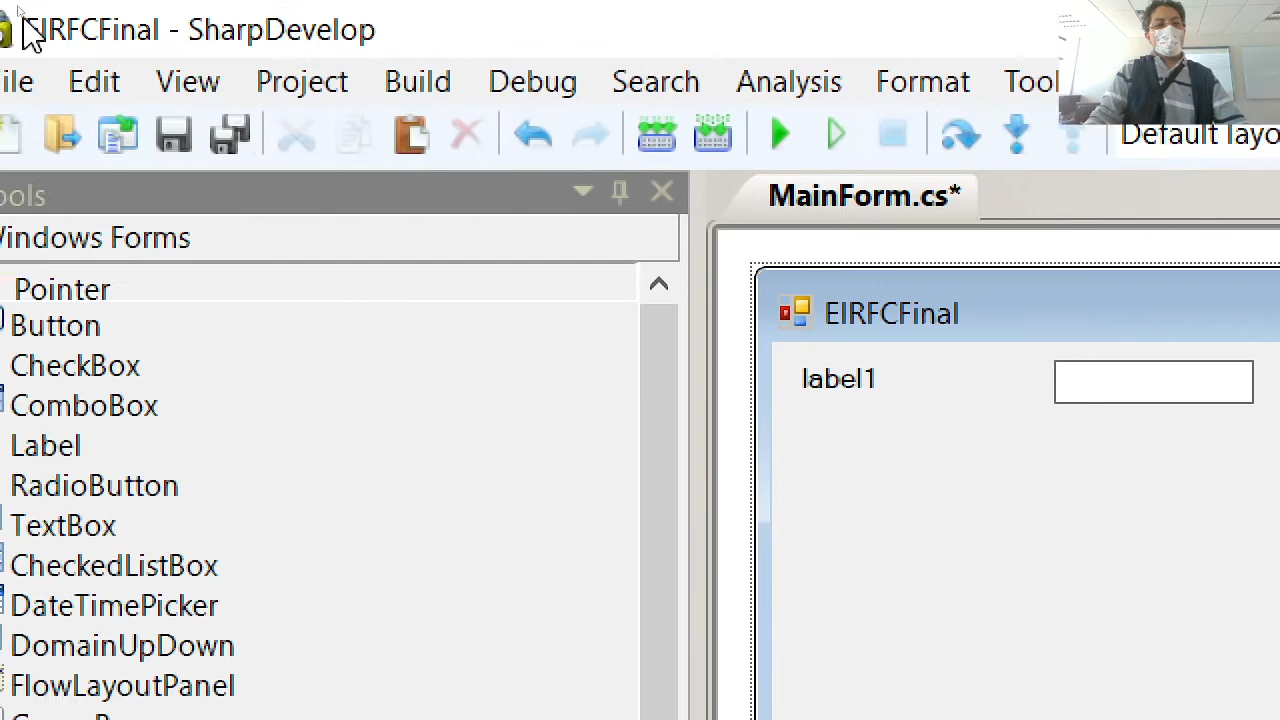 EIRFCFinal - SharpDevelop
ile Edit View Project Build Debug Search Analysis Format Tool
Default layo
ools
MainForm.cs*
Windows Forms
Pointer
Button
CheckBox
ComboBox
Label
RadioButton
TextBox
CheckedListBox
DateTimePicker
DomainUpDown
FlowLayoutPanel
EIRFCFinal
label1